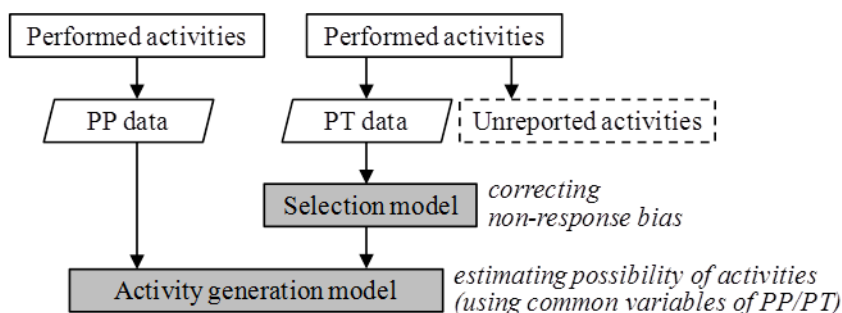 Performed activities
Performed activities
PP data
PT data
Unreported activities
Selection model
correcting
non-response bias
Activity generation model
estimating possibility of activities
(using common variables of PP/PT)